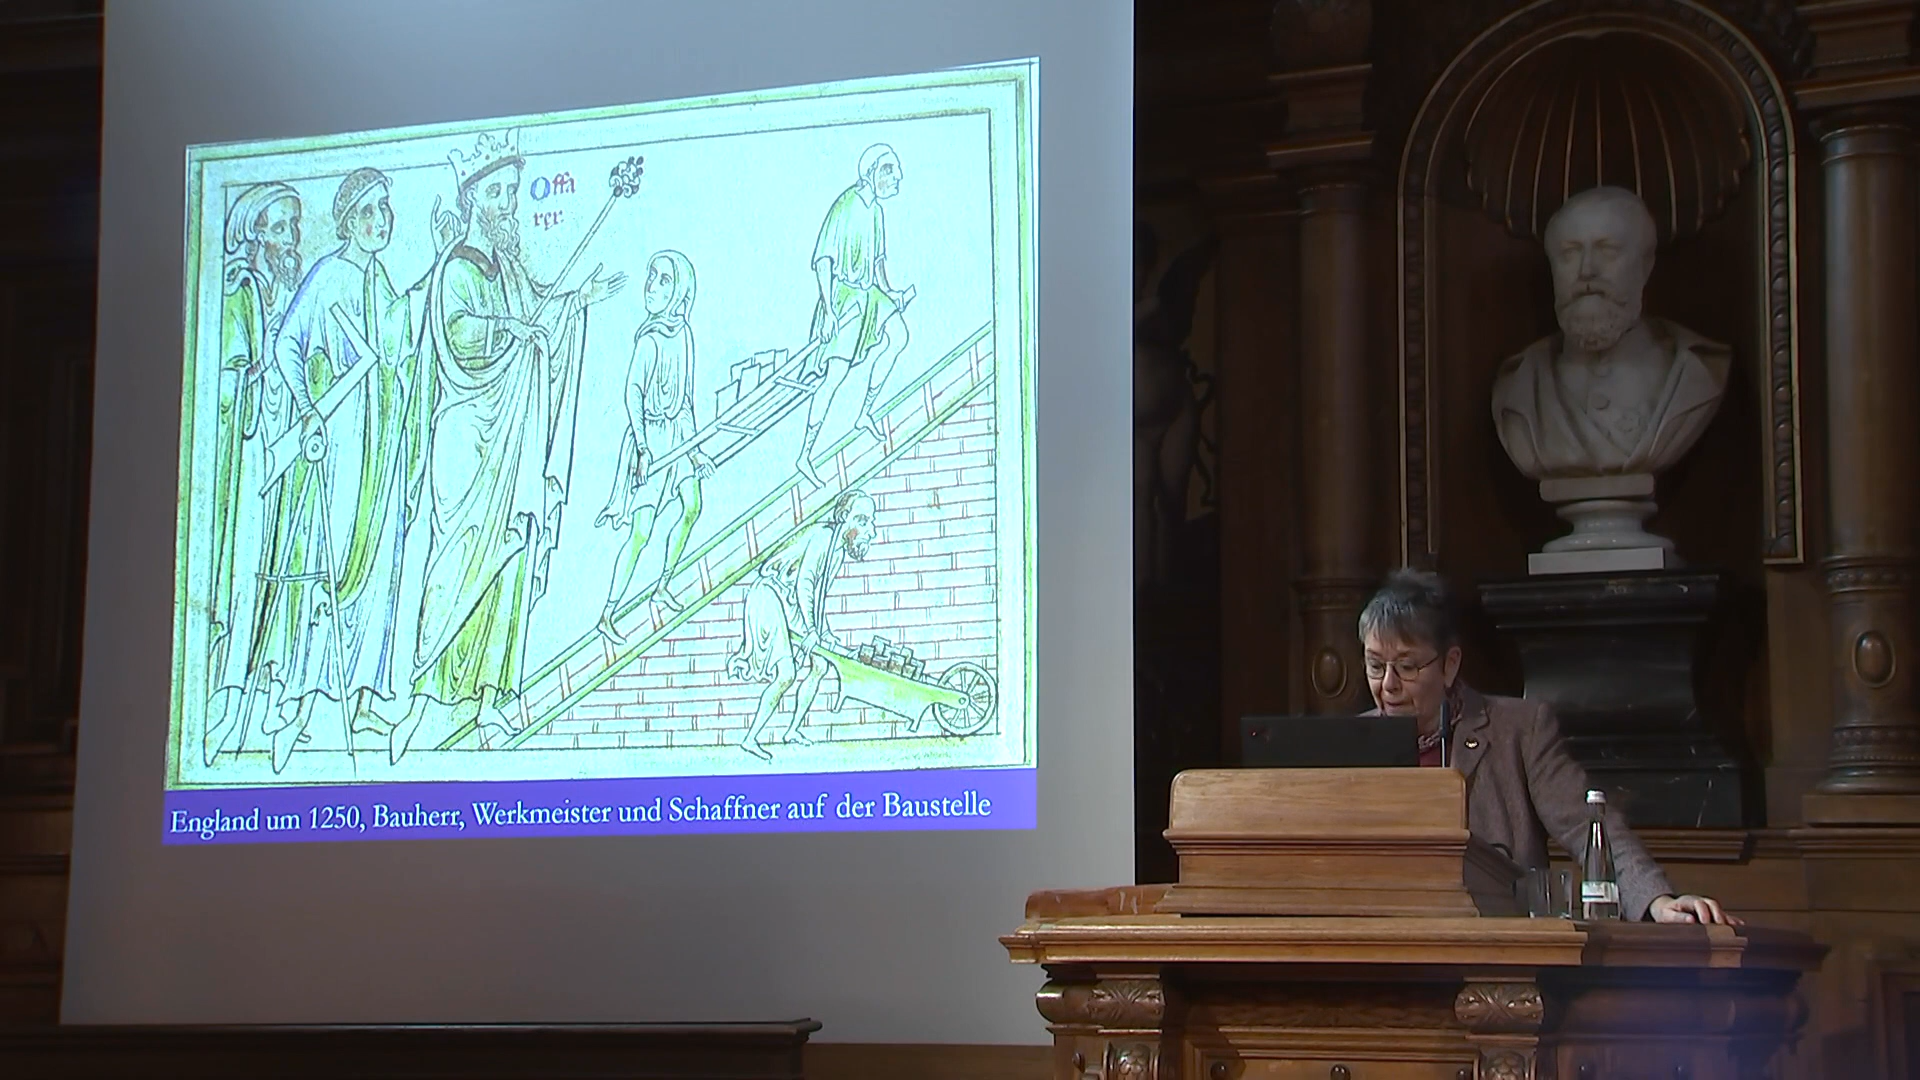 Offa
rex
England um 1250, Bauherr, Werkmeister und Schaffner auf der Baustelle